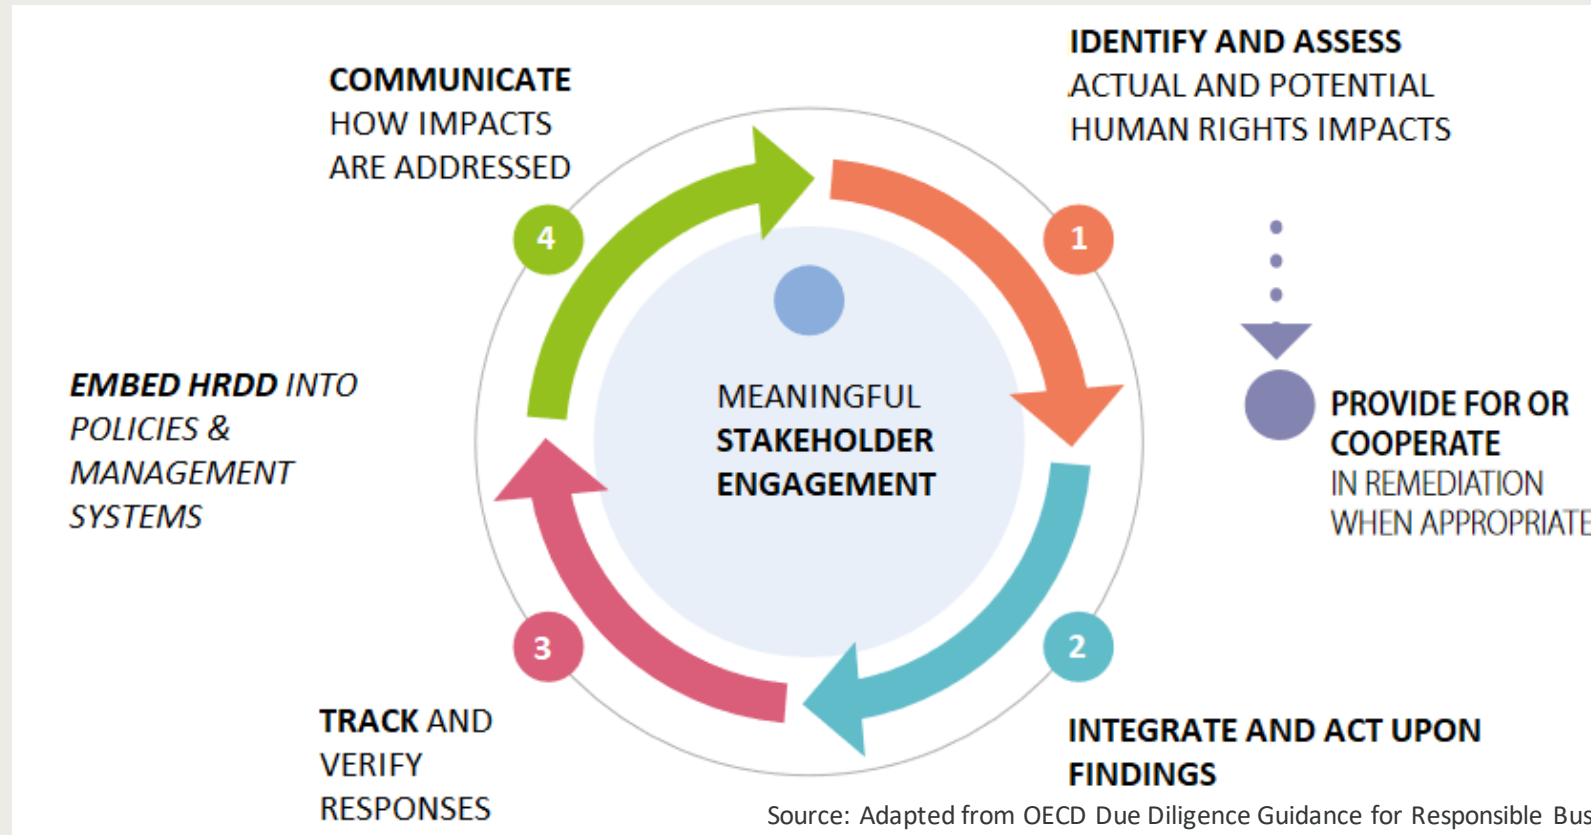 COMMUNICATE
HOW IMPACTS
ARE ADDRESSED
4
IDENTIFY AND ASSESS
ACTUAL AND POTENTIAL
HUMAN RIGHTS IMPACTS
1
EMBED HRDD INTO
POLICIES &
MANAGEMENT
SYSTEMS
MEANINGFUL
STAKEHOLDER
ENGAGEMENT
PROVIDE FOR OR
COOPERATE
IN REMEDIATION
WHEN APPROPRIATE
3
TRACK AND
VERIFY
RESPONSES
2
INTEGRATE AND ACT UPON
FINDINGS
Source: Adapted from OECD Due Diligence Guidance for Responsible Bus